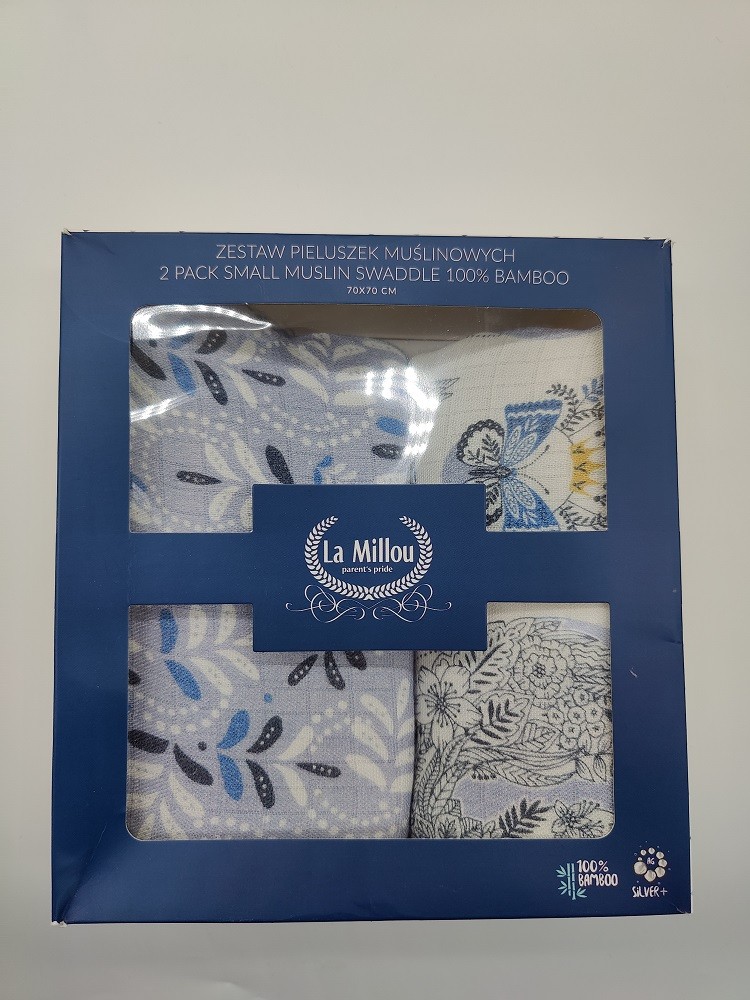 ZESTAW PIELUSZEK MUŚLINOWYCH
2 PACK SMALL MUSLIN SWADDLE 100% BAMBOO
70X70 CM
La Millou
parent's pride
100%
BAMBOO
AG
SILVER+